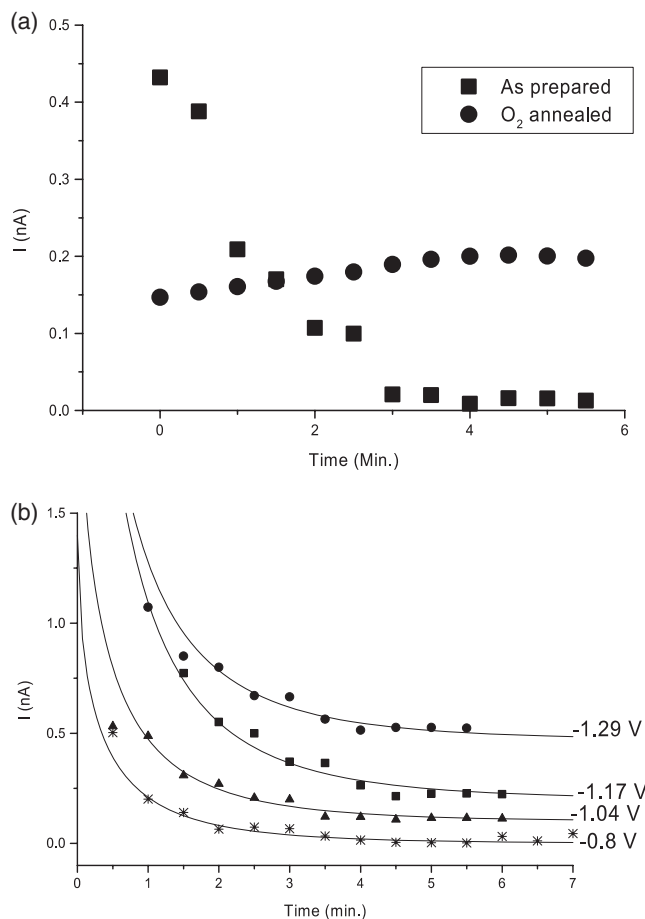 (a)
0.5
0.4
0.3
0.2
0.1
0.0
I (nA)
As prepared
O₂ annealed
0 2 4 6
Time (Min.)
(b)
1.5
1.0
0.5
0.0
I (nA)
-1.29 V
-1.17 V
-1.04 V
-0.8 V
0 1 2 3 4 5 6 7
Time (min.)